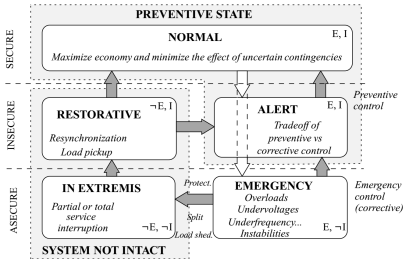 PREVENTIVE STATE
SECURE
NORMAL
E, I
Maximize economy and minimize the effect of uncertain contingencies
INSECURE
RESTORATIVE
¬E, I
Resynchronization
Load pickup
ALERT
E, I
Tradeoff of
preventive vs
corrective control
Preventive
control
ASECURE
IN EXTREMIS
Partial or total
service
interruption
¬E, ¬I
Protect.
Split
Load shed.
EMERGENCY
Overloads
Undervoltages
Underfrequency...
Instabilities
E, ¬I
Emergency
control
(corrective)
SYSTEM NOT INTACT